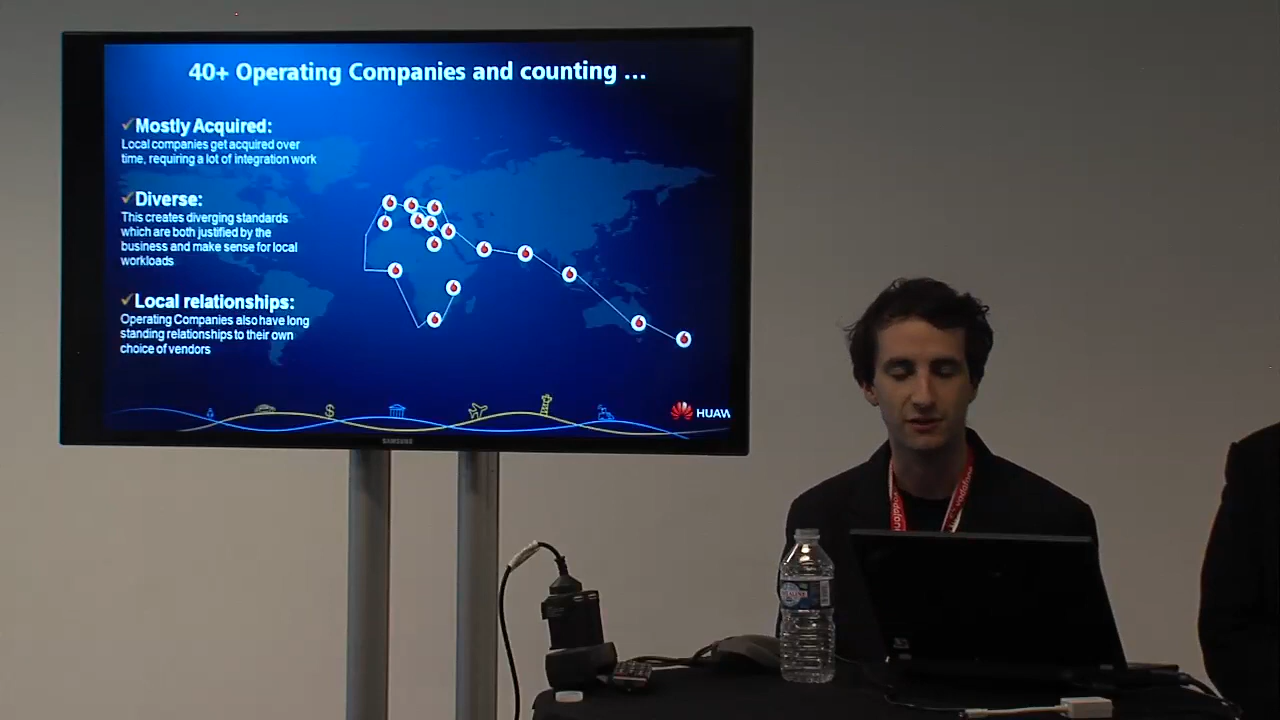 40+ Operating Companies and counting ...
✓Mostly Acquired:
Local companies get acquired over
time, requiring a lot of integration work
✓Diverse:
This creates diverging standards
which are both justified by the
business and make sense for local
workloads
✓Local relationships:
Operating Companies also have long
standing relationships to their own
choice of vendors
$
HUAW
SAMSUNG
vodafone